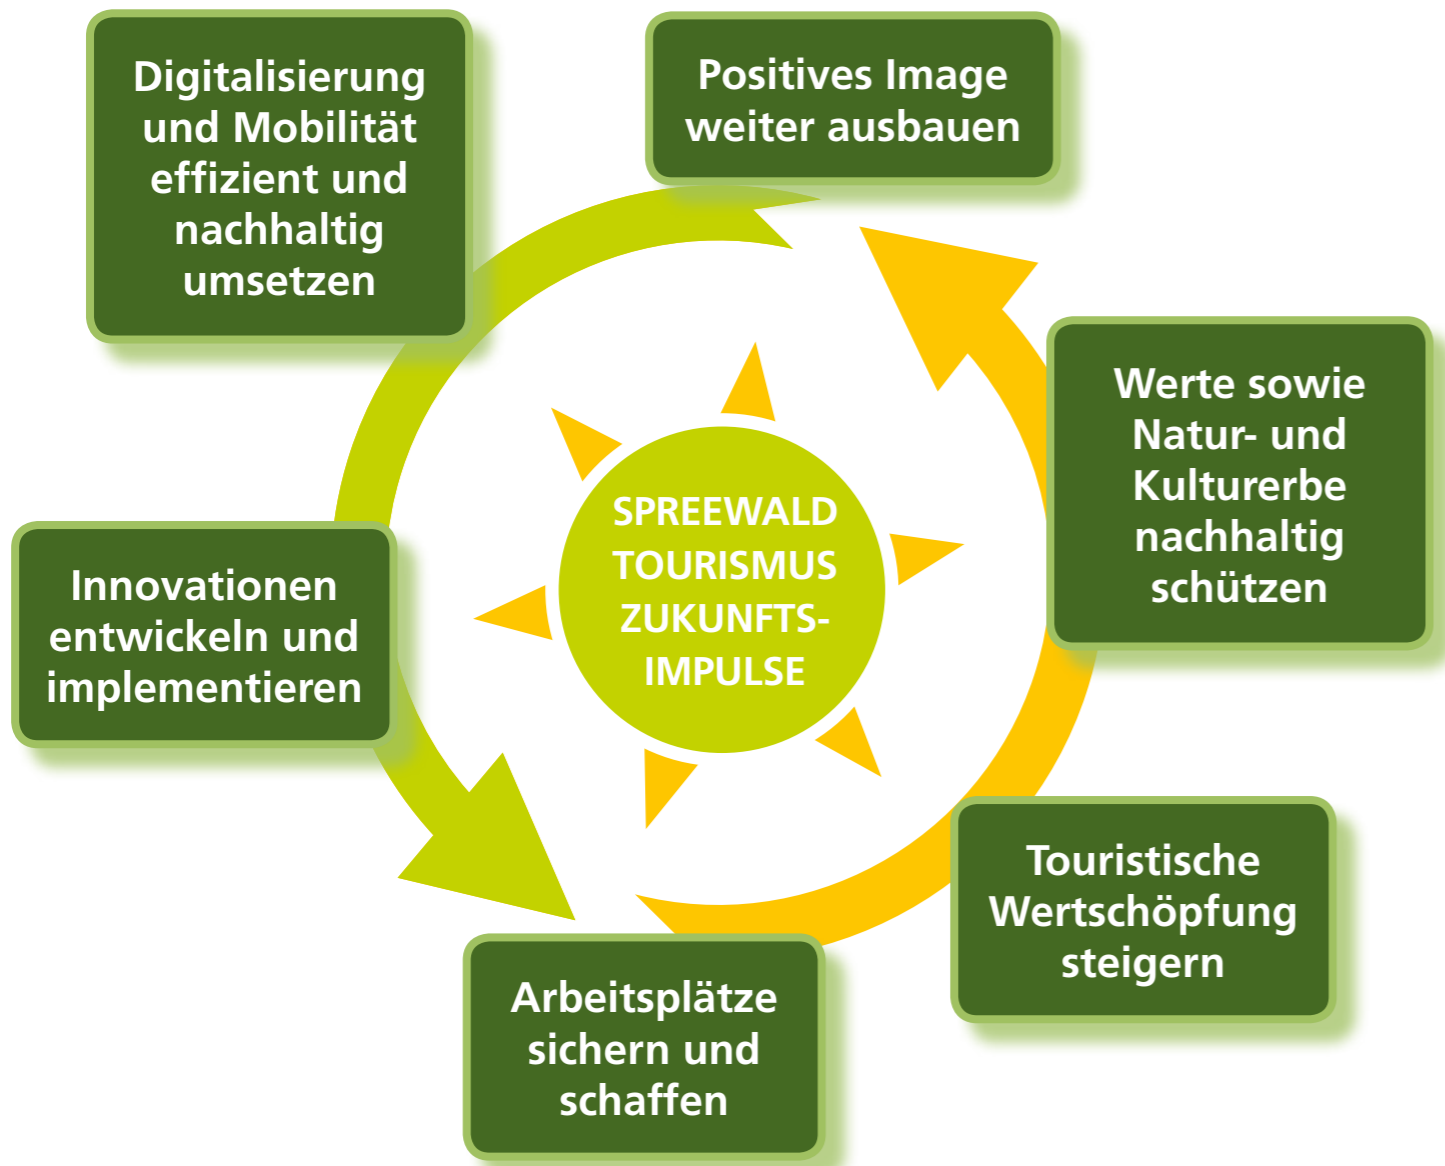 Digitalisierung
und Mobilität
effizient und
nachhaltig
umsetzen
Positives Image
weiter ausbauen
Werte sowie
Natur- und
Kulturerbe
nachhaltig
schützen
SPREEWALD
TOURISMUS
ZUKUNFTS-
IMPULSE
Innovationen
entwickeln und
implementieren
Touristische
Wertschöpfung
steigern
Arbeitsplätze
sichern und
schaffen